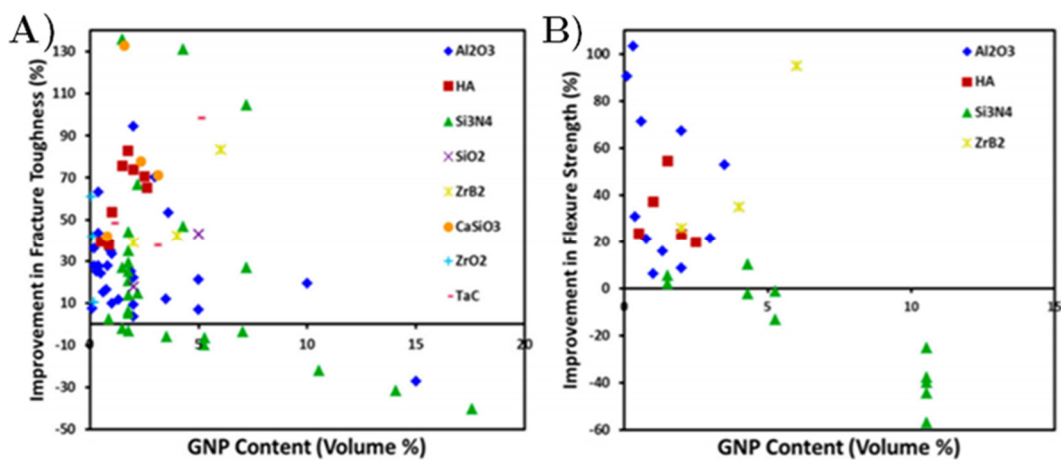 A)
Improvement in Fracture Toughness (%)
130
110
90
70
50
30
10
-10
-30
-50
0
5
10
15
20
GNP Content (Volume %)
Al2O3
HA
Si3N4
SiO2
ZrB2
CaSiO3
ZrO2
TaC
B)
Improvement in Flexure Strength (%)
100
80
60
40
20
0
-20
-40
-60
0
5
10
15
GNP Content (Volume %)
Al2O3
HA
Si3N4
ZrB2